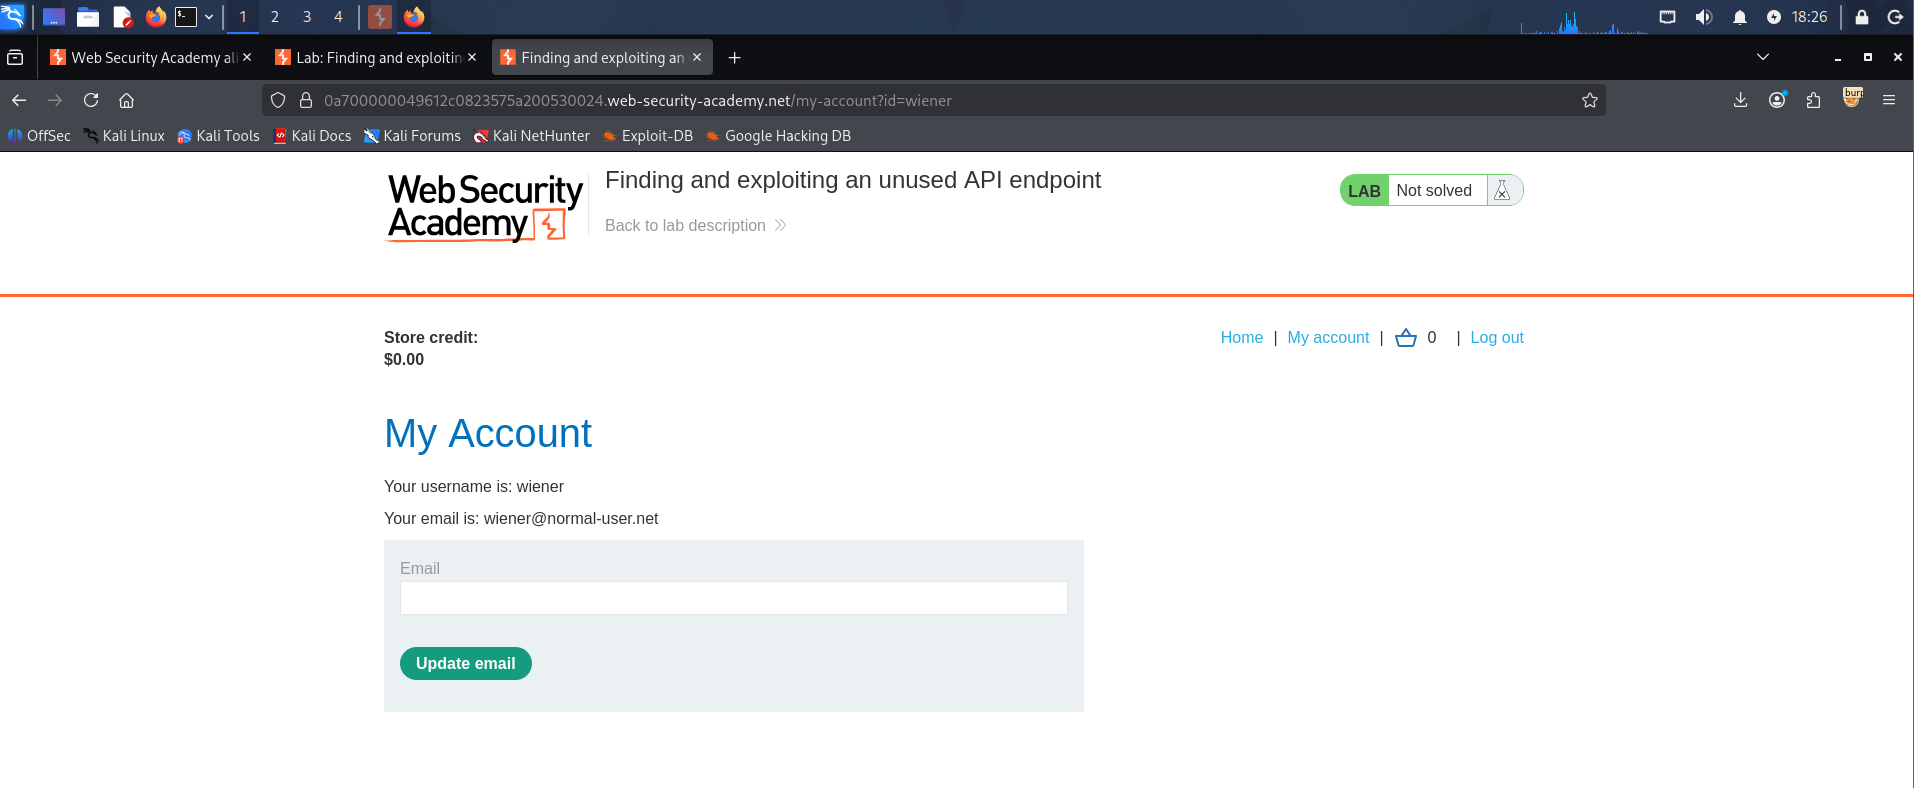 1 2 3 4 18:26
Web Security Academy al Lab: Finding and exploitin Finding and exploiting an
0a700000049612c0823575a200530024.web-security-academy.net/my-account?id=wiener
OffSec Kali Linux Kali Tools Kali Docs Kali Forums Kali NetHunter Exploit-DB Google Hacking DB
Web Security
Academy
Finding and exploiting an unused API endpoint
Back to lab description
LAB Not solved
Store credit:
$0.00
Home | My account | 0 | Log out
My Account
Your username is: wiener
Your email is: wiener@normal-user.net
Email
Update email